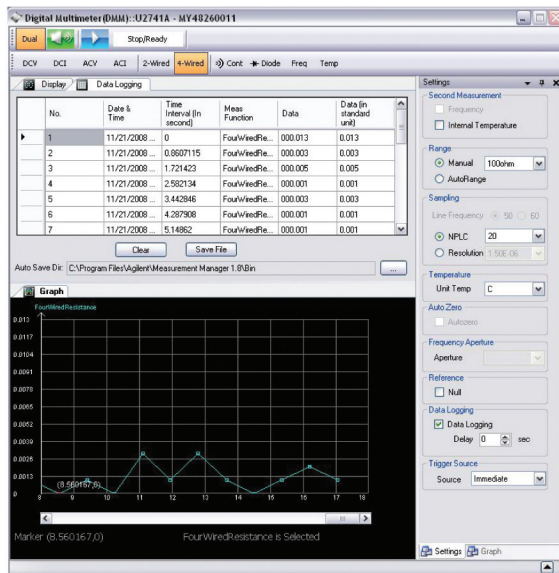 Digital Multimeter(DMM)::U2741A - MY48260011
Dual Stop/Ready
DCV DCI ACV ACI 2-Wired 4-Wired Cont Diode Freq Temp
Display Data Logging
No. Date & Time Time Interval (In second) Meas Function Data Data (in standard unit)
1 11/21/2008 ... 0 FourWiredRe... 000.013 0.013
2 11/21/2008 ... 0.8607115 FourWiredRe... 000.003 0.003
3 11/21/2008 ... 1.721423 FourWiredRe... 000.005 0.005
4 11/21/2008 ... 2.582134 FourWiredRe... 000.001 0.001
5 11/21/2008 ... 3.442846 FourWiredRe... 000.003 0.003
6 11/21/2008 ... 4.287908 FourWiredRe... 000.001 0.001
7 11/21/2008 ... 5.14862 FourWiredRe... 000.001 0.001
Clear Save File
Auto Save Dir: C:\Program Files\Agilent\Measurement Manager 1.8\Bin ...
Graph
FourWiredResistance
0.013
0.0117
0.0104
0.0091
0.0078
0.0065
0.0052
0.0039
0.0026
0.0013
0
(8.560167,0)
8 9 10 11 12 13 14 15 16 17 18
Marker (8.560167,0) FourWiredResistance is Selected
Settings
Second Measurement
Frequency
Internal Temperature
Range
Manual 100ohm
AutoRange
Sampling
Line Frequency 50 60
NPLC 20
Resolution 1.50E-06
Temperature
Unit Temp C
Auto Zero
Autozero
Frequency Aperture
Aperture
Reference
Null
Data Logging
Data Logging
Delay 0 sec
Trigger Source
Source Immediate
Settings Graph